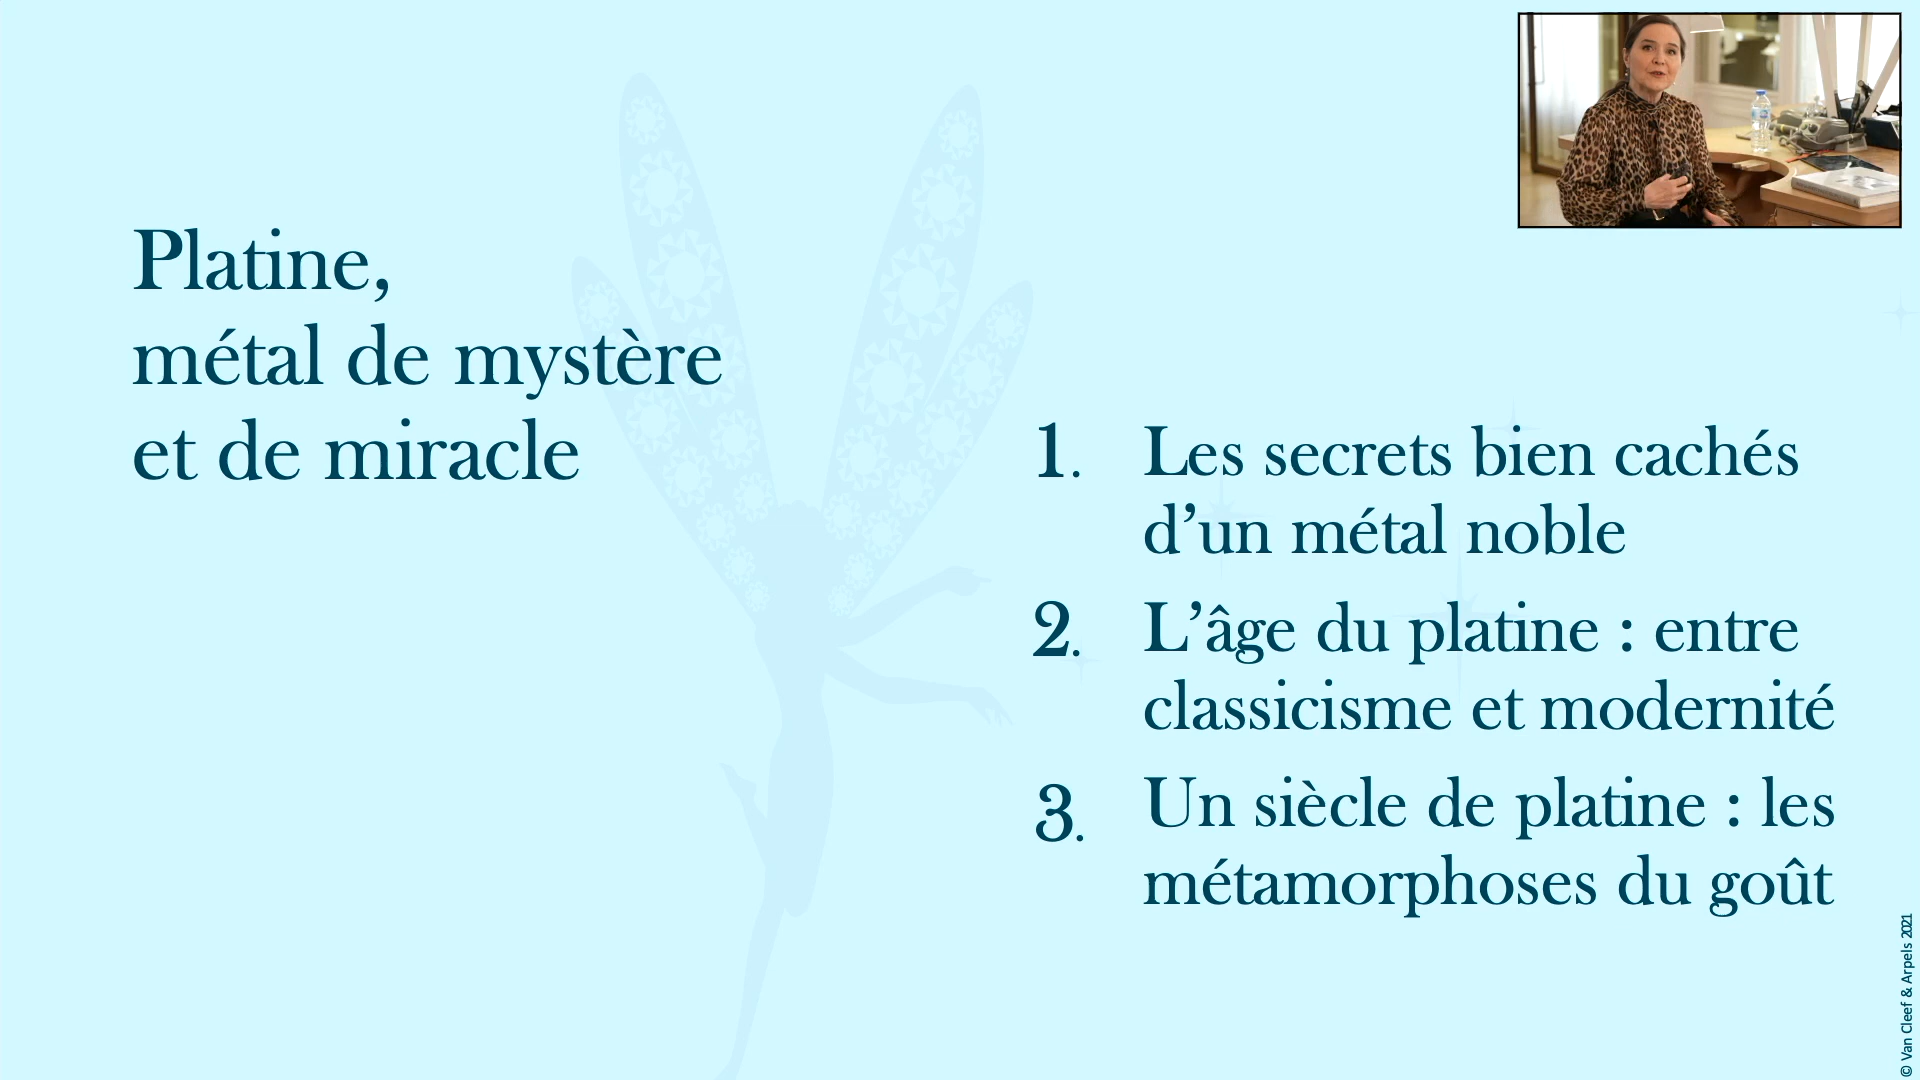 Platine,
métal de mystère
et de miracle
1. Les secrets bien cachés
d’un métal noble
2. L’âge du platine : entre
classicisme et modernité
3. Un siècle de platine : les
métamorphoses du goût
© Van Cleef & Arpels 2021